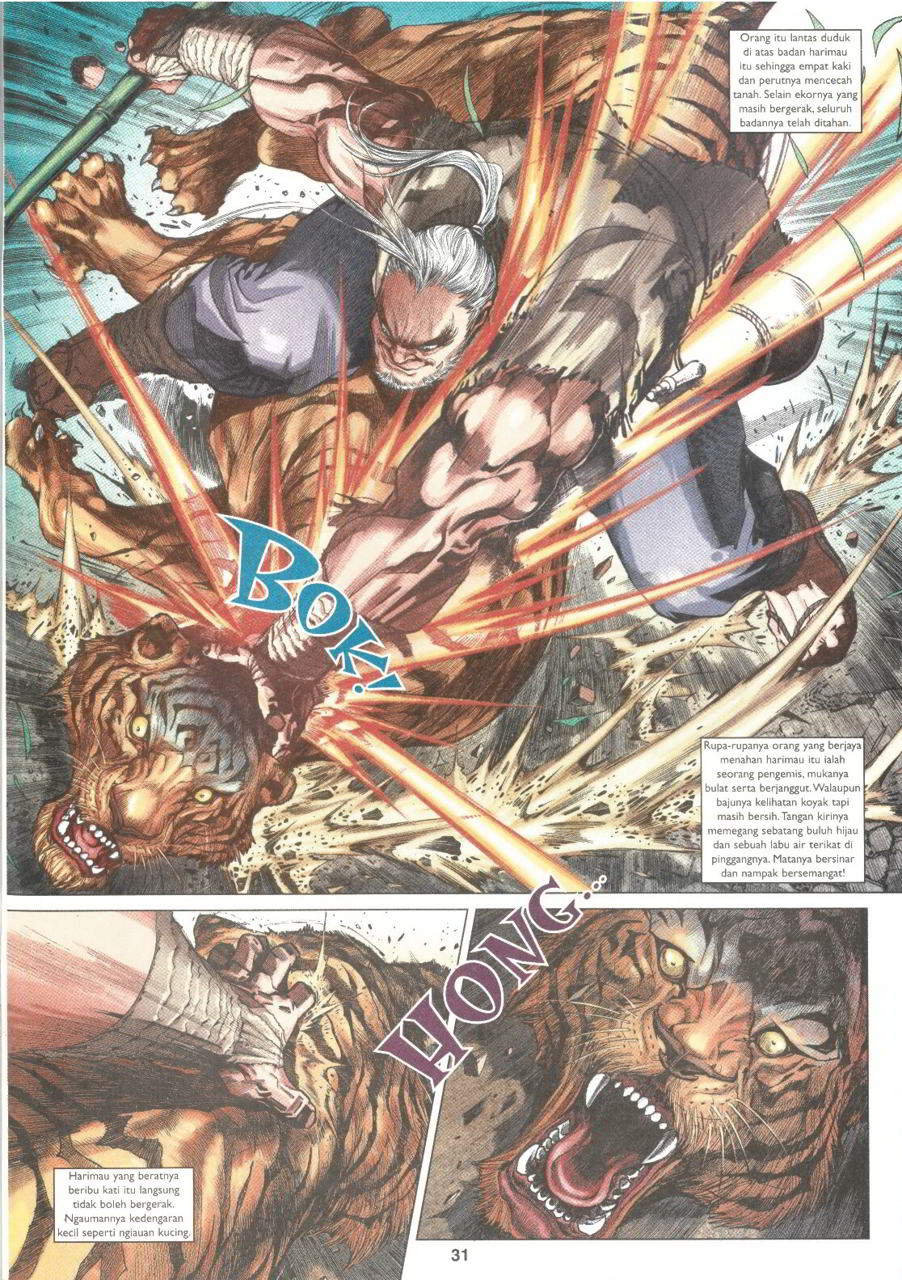 Orang itu lantas duduk
di atas badan harimau
itu sehingga empat kaki
dan perutnya mencecah
tanah. Selain ekornya yang
masih bergerak, seluruh
badannya telah ditahan.
BOK!
Rupa-rupanya orang yang berjaya
menahan harimau itu ialah
seorang pengemis, mukanya
bulat serta berjanggut. Walaupun
bajunya kelihatan koyak tapi
masih bersih. Tangan kirinya
memegang sebatang buluh hijau
dan sebuah labu air terikat di
pinggangnya. Matanya bersinar
dan nampak bersemangat!
HONG...
Harimau yang beratnya
beribu kati itu langsung
tidak boleh bergerak.
Ngaumannya kedengaran
kecil seperti ngiauan kucing.
31